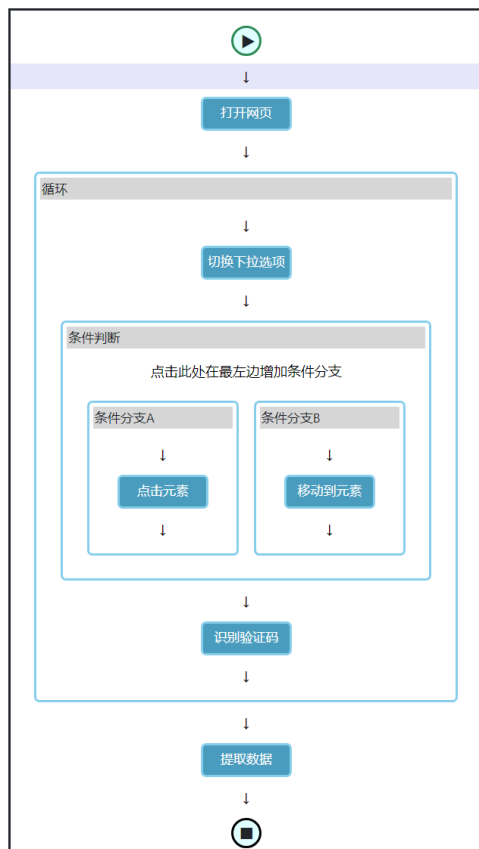 打开网页
循环
切换下拉选项
条件判断
点击此处在最左边增加条件分支
条件分支A
条件分支B
点击元素
移动到元素
识别验证码
提取数据